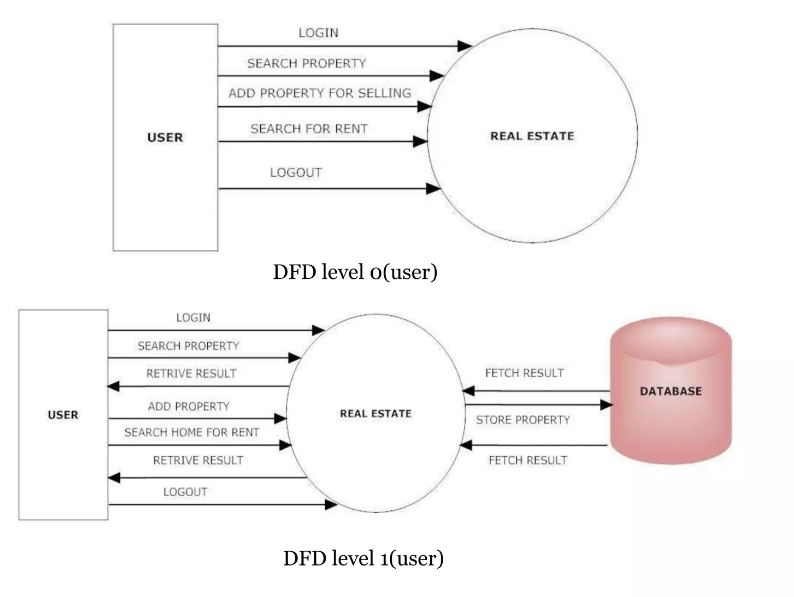 LOGIN
SEARCH PROPERTY
ADD PROPERTY FOR SELLING
SEARCH FOR RENT
LOGOUT
USER
REAL ESTATE
DFD level 0(user)
LOGIN
SEARCH PROPERTY
RETRIVE RESULT
ADD PROPERTY
SEARCH HOME FOR RENT
RETRIVE RESULT
LOGOUT
USER
REAL ESTATE
FETCH RESULT
STORE PROPERTY
FETCH RESULT
DATABASE
DFD level 1(user)